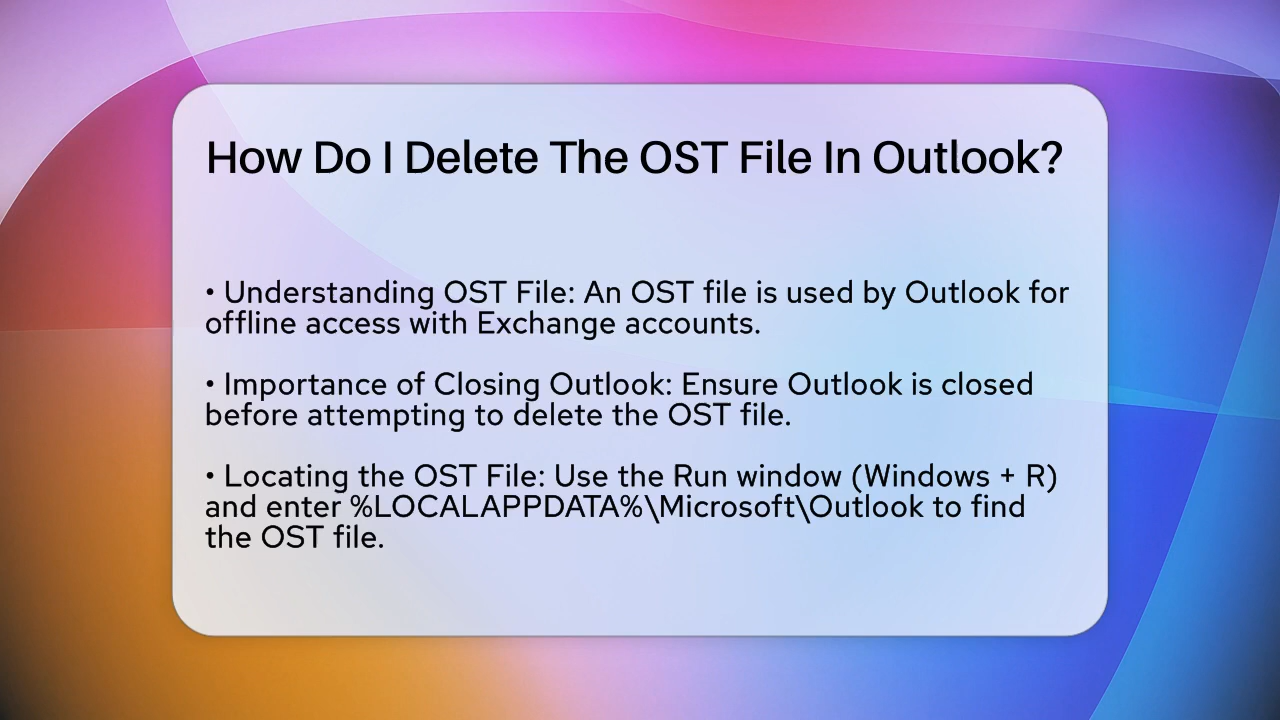 How Do I Delete The OST File In Outlook?
• Understanding OST File: An OST file is used by Outlook for
offline access with Exchange accounts.
• Importance of Closing Outlook: Ensure Outlook is closed
before attempting to delete the OST file.
• Locating the OST File: Use the Run window (Windows + R)
and enter %LOCALAPPDATA%\Microsoft\Outlook to find
the OST file.